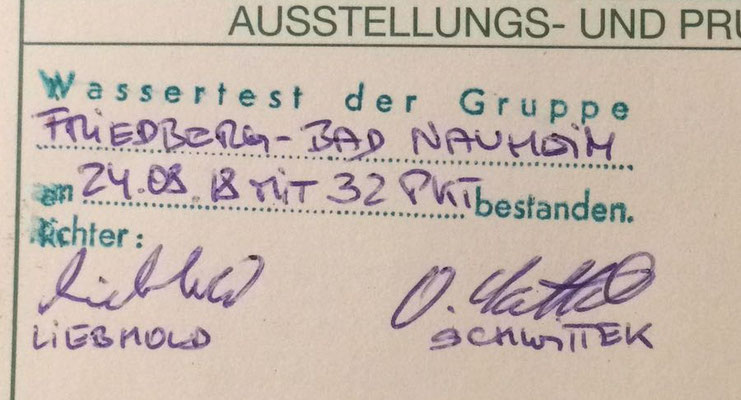 AUSSTELLUNGS- UND PRÜ
Wassertest der Gruppe
FRIEDBERG-BAD NAUHEIM
am 24.08.18 MIT 32 PKT bestanden.
Richter:
LIEBHOLD SCHWITTEK